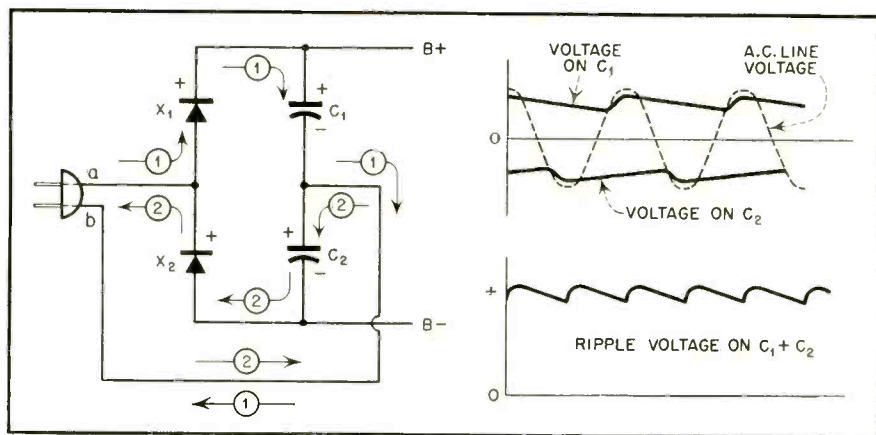 B+
1
+
X1
+
C1
-
1
1
a
b
2
2
+
X2
+
C2
-
2
2
B-
2
1
VOLTAGE
ON C1
A.C. LINE
VOLTAGE
0
VOLTAGE ON C2
+
RIPPLE VOLTAGE ON C1 + C2
0